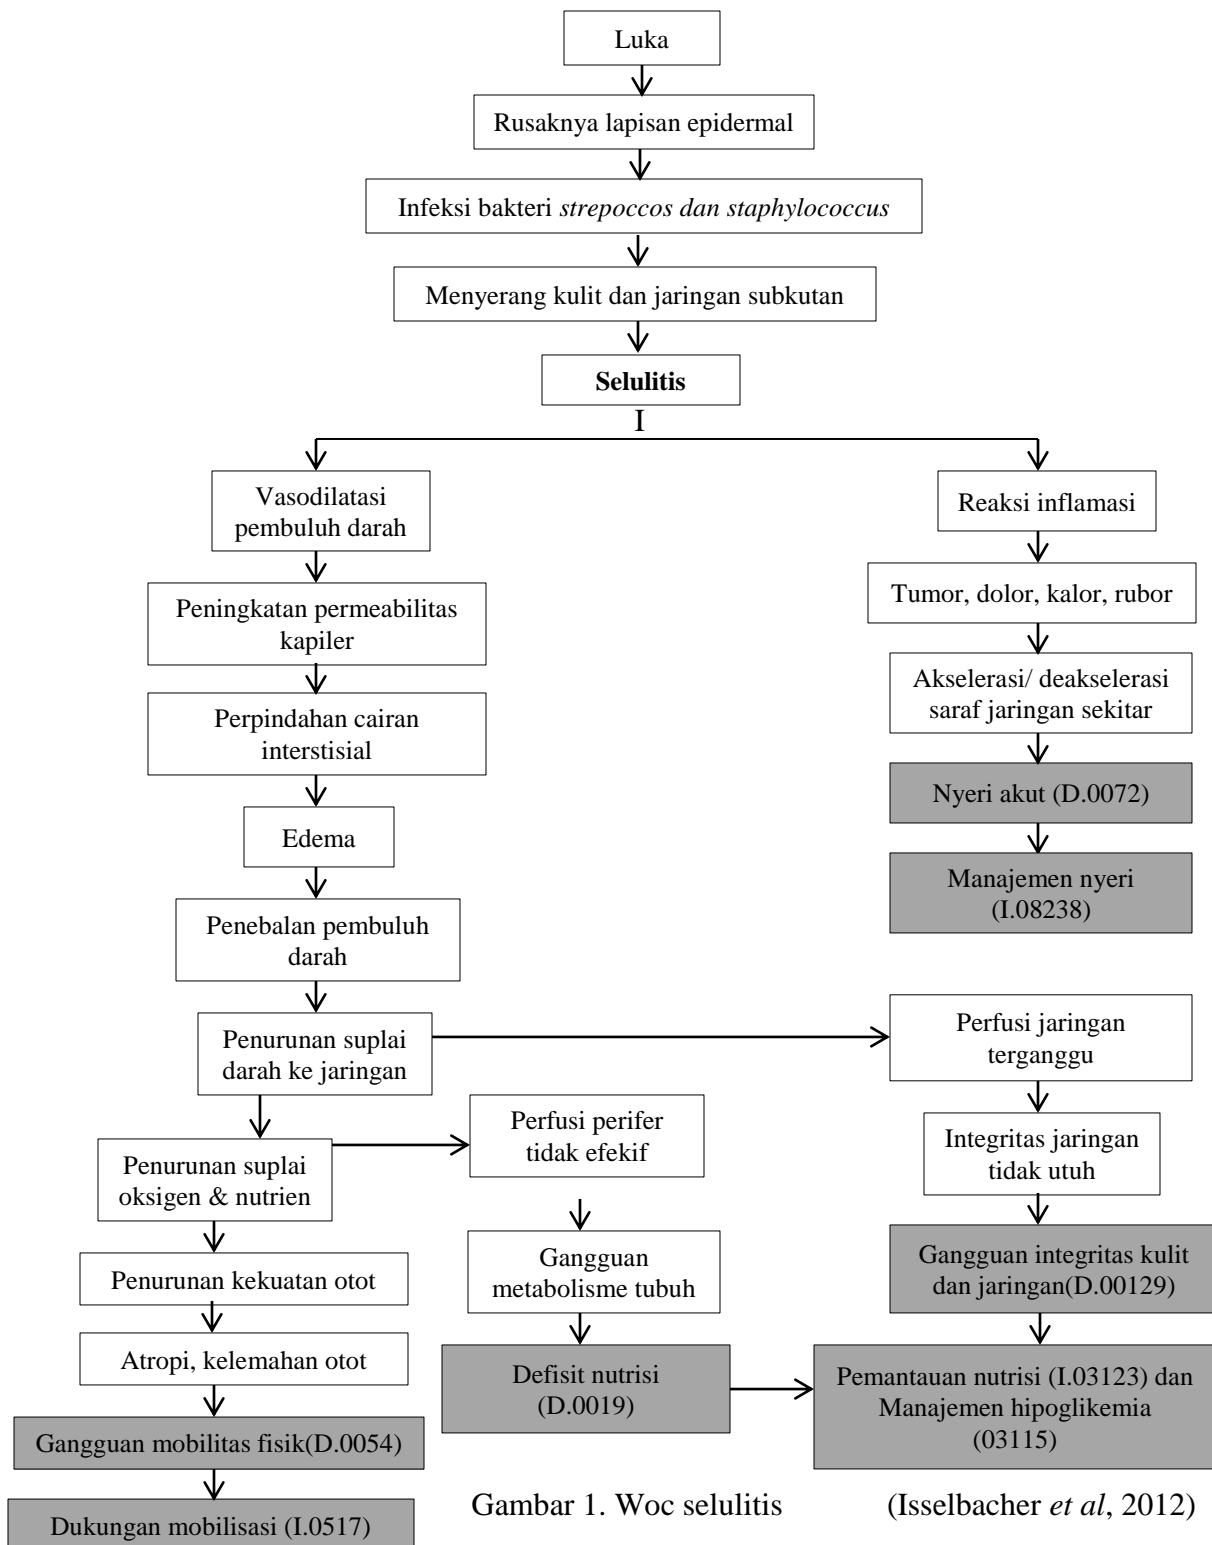 Luka
Rusaknya lapisan epidermal
Infeksi bakteri strepoccos dan staphylococcus
Menyerang kulit dan jaringan subkutan
Selulitis
I
Vasodilatasi
pembuluh darah
Peningkatan permeabilitas
kapiler
Perpindahan cairan
interstisial
Edema
Penebalan pembuluh
darah
Penurunan suplai
darah ke jaringan
Penurunan suplai
oksigen & nutrien
Penurunan kekuatan otot
Atropi, kelemahan otot
Gangguan mobilitas fisik(D.0054)
Dukungan mobilisasi (I.0517)
Perfusi perifer
tidak efekif
Gangguan
metabolisme tubuh
Defisit nutrisi
(D.0019)
Reaksi inflamasi
Tumor, dolor, kalor, rubor
Akselerasi/ deakselerasi
saraf jaringan sekitar
Nyeri akut (D.0072)
Manajemen nyeri
(I.08238)
Perfusi jaringan
terganggu
Integritas jaringan
tidak utuh
Gangguan integritas kulit
dan jaringan(D.00129)
Pemantauan nutrisi (I.03123) dan
Manajemen hipoglikemia
(03115)
Gambar 1. Woc selulitis
(Isselbacher et al, 2012)